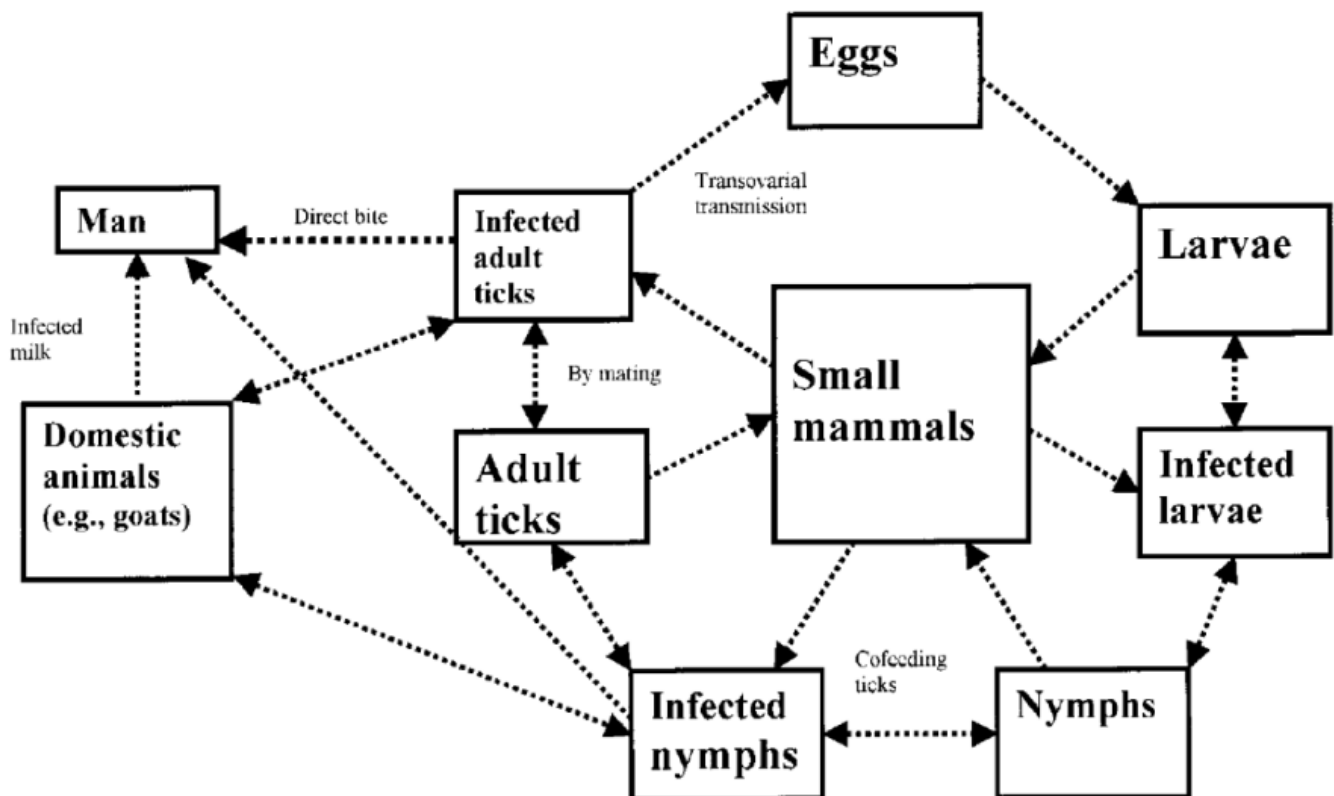 Eggs
Transovarial
transmission
Man
Direct bite
Infected
adult
ticks
Larvae
Infected
milk
By mating
Small
mammals
Domestic
animals
(e.g., goats)
Adult
ticks
Infected
larvae
Cofeeding
ticks
Infected
nymphs
Nymphs